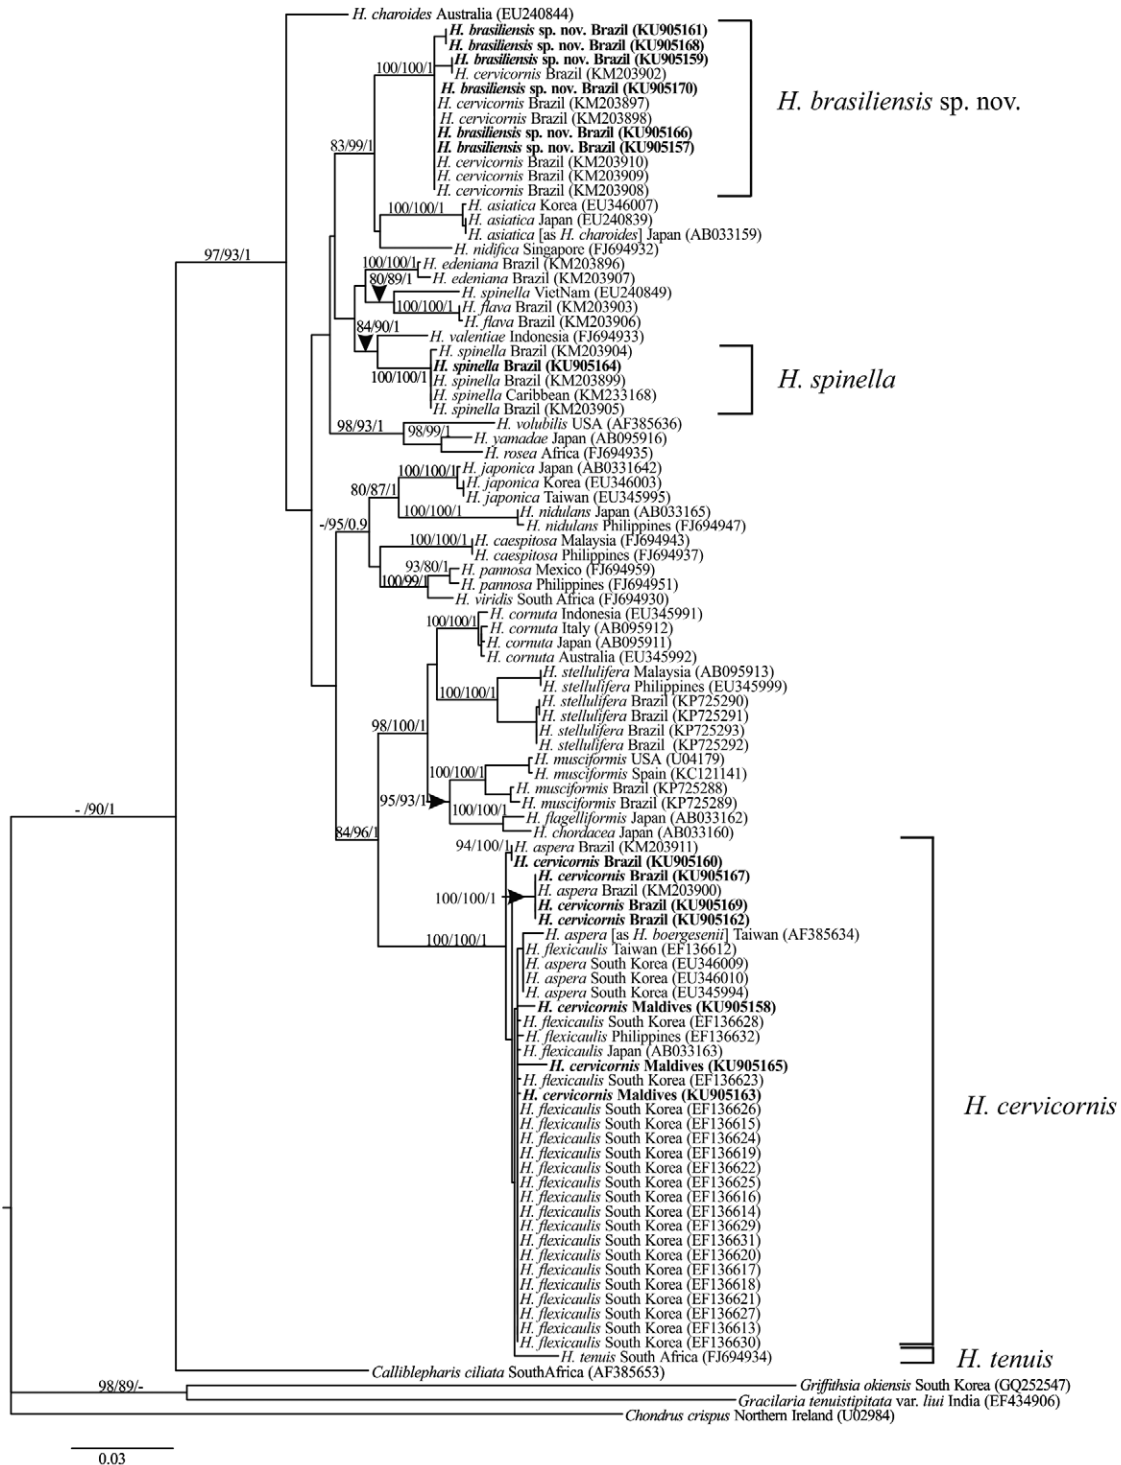 H. charoides Australia (EU240844)
H. brasiliensis sp. nov. Brazil (KU905161)
H. brasiliensis sp. nov. Brazil (KU905168)
H. brasiliensis sp. nov. Brazil (KU905159)
100/100/1
H. cervicornis Brazil (KM203902)
H. brasiliensis sp. nov. Brazil (KU905170)
H. brasiliensis sp. nov.
H. cervicornis Brazil (KM203897)
H. cervicornis Brazil (KM203898)
H. brasiliensis sp. nov. Brazil (KU905166)
83/99/1
H. brasiliensis sp. nov. Brazil (KU905157)
H. cervicornis Brazil (KM203910)
H. cervicornis Brazil (KM203909)
H. cervicornis Brazil (KM203908)
100/100/1
H. asiatica Korea (EU346007)
H. asiatica Japan (EU240839)
H. asiatica [as H. charoides] Japan (AB033159)
97/93/1
H. nidifica Singapore (FJ694932)
100/100/1
H. edeniana Brazil (KM203896)
80/89/1
H. edeniana Brazil (KM203907)
H. spinella VietNam (EU240849)
100/100/1
H. flava Brazil (KM203903)
H. flava Brazil (KM203906)
84/90/1
H. valentiae Indonesia (FJ694933)
H. spinella Brazil (KM203904)
H. spinella Brazil (KU905164)
100/100/1
H. spinella Brazil (KM203899)
H. spinella
H. spinella Caribbean (KM233168)
H. spinella Brazil (KM203905)
98/93/1
H. volubilis USA (AF385636)
98/99/1
H. yamadae Japan (AB095916)
H. rosea Africa (FJ694935)
100/100/1
H. japonica Japan (AB0331642)
H. japonica Korea (EU346003)
80/87/1
H. japonica Taiwan (EU345995)
100/100/1
H. nidulans Japan (AB033165)
-/95/0.9
H. nidulans Philippines (FJ694947)
100/100/1
H. caespitosa Malaysia (FJ694943)
H. caespitosa Philippines (FJ694937)
93/80/1
H. pannosa Mexico (FJ694959)
100/99/1
H. pannosa Philippines (FJ694951)
H. viridis South Africa (FJ694930)
100/100/1
H. cornuta Indonesia (EU345991)
H. cornuta Italy (AB095912)
H. cornuta Japan (AB095911)
H. cornuta Australia (EU345992)
H. stellulifera Malaysia (AB095913)
100/100/1
H. stellulifera Philippines (EU345999)
H. stellulifera Brazil (KP725290)
H. stellulifera Brazil (KP725291)
98/100/1
H. stellulifera Brazil (KP725293)
H. stellulifera Brazil (KP725292)
H. musciformis USA (U04179)
100/100/1
H. musciformis Spain (KC121141)
H. musciformis Brazil (KP725288)
95/93/1
H. musciformis Brazil (KP725289)
100/100/1
- /90/1
H. flagelliformis Japan (AB033162)
84/96/1
H. chordacea Japan (AB033160)
94/100/1
H. aspera Brazil (KM203911)
H. cervicornis Brazil (KU905160)
H. cervicornis Brazil (KU905167)
100/100/1
H. aspera Brazil (KM203900)
H. cervicornis Brazil (KU905169)
H. cervicornis Brazil (KU905162)
100/100/1
H. aspera [as H. boergesenii] Taiwan (AF385634)
H. flexicaulis Taiwan (EF136612)
H. aspera South Korea (EU346009)
H. aspera South Korea (EU346010)
H. aspera South Korea (EU345994)
H. cervicornis Maldives (KU905158)
H. flexicaulis South Korea (EF136628)
H. flexicaulis Philippines (EF136632)
H. flexicaulis Japan (AB033163)
H. cervicornis Maldives (KU905165)
H. flexicaulis South Korea (EF136623)
H. cervicornis Maldives (KU905163)
H. cervicornis
H. flexicaulis South Korea (EF136626)
H. flexicaulis South Korea (EF136615)
H. flexicaulis South Korea (EF136624)
H. flexicaulis South Korea (EF136619)
H. flexicaulis South Korea (EF136622)
H. flexicaulis South Korea (EF136625)
H. flexicaulis South Korea (EF136616)
H. flexicaulis South Korea (EF136614)
H. flexicaulis South Korea (EF136629)
H. flexicaulis South Korea (EF136631)
H. flexicaulis South Korea (EF136620)
H. flexicaulis South Korea (EF136617)
H. flexicaulis South Korea (EF136618)
H. flexicaulis South Korea (EF136621)
H. flexicaulis South Korea (EF136627)
H. flexicaulis South Korea (EF136613)
H. flexicaulis South Korea (EF136630)
H. tenuis South Africa (FJ694934)
H. tenuis
Calliblepharis ciliata SouthAfrica (AF385653)
98/89/-
Griffithsia okiensis South Korea (GQ252547)
Gracilaria tenuistipitata var. liui India (EF434906)
Chondrus crispus Northern Ireland (U02984)
0.03